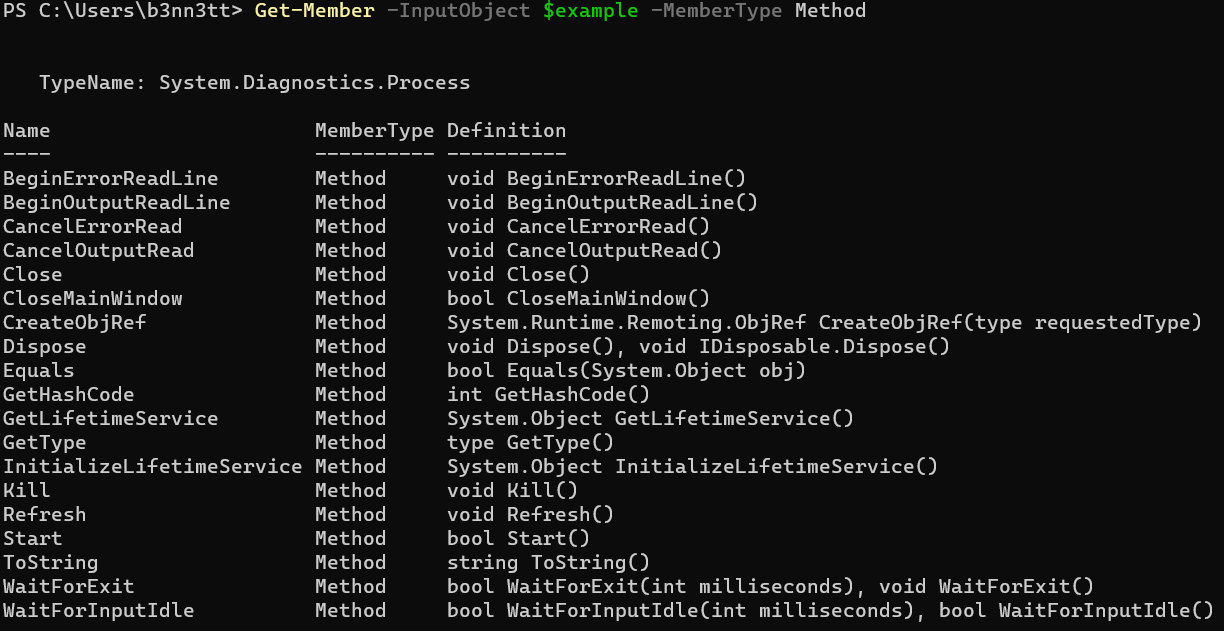 PS C:\Users\b3nn3tt> Get-Member -InputObject $example -MemberType Method
TypeName: System.Diagnostics.Process
Name MemberType Definition
---- ---------- ----------
BeginErrorReadLine Method void BeginErrorReadLine()
BeginOutputReadLine Method void BeginOutputReadLine()
CancelErrorRead Method void CancelErrorRead()
CancelOutputRead Method void CancelOutputRead()
Close Method void Close()
CloseMainWindow Method bool CloseMainWindow()
CreateObjRef Method System.Runtime.Remoting.ObjRef CreateObjRef(type requestedType)
Dispose Method void Dispose(), void IDisposable.Dispose()
Equals Method bool Equals(System.Object obj)
GetHashCode Method int GetHashCode()
GetLifetimeService Method System.Object GetLifetimeService()
GetType Method type GetType()
InitializeLifetimeService Method System.Object InitializeLifetimeService()
Kill Method void Kill()
Refresh Method void Refresh()
Start Method bool Start()
ToString Method string ToString()
WaitForExit Method bool WaitForExit(int milliseconds), void WaitForExit()
WaitForInputIdle Method bool WaitForInputIdle(int milliseconds), bool WaitForInputIdle()